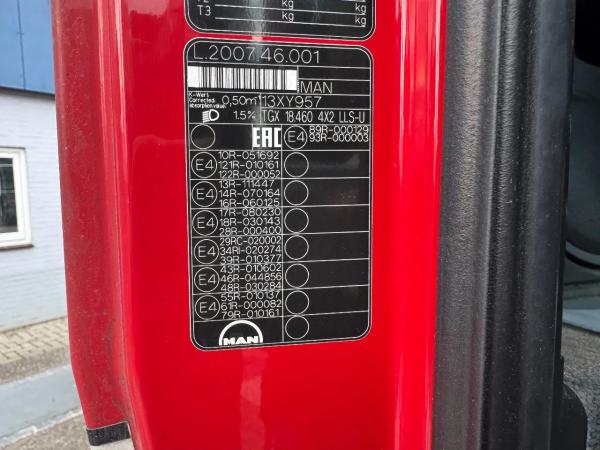 T3 kg kg
L.2007.46.001
MAN
K-Wert
Corrected absorption value: 0,50m¹ 13XY957
1.5% TGX 18.460 4X2 LLS-U
EAC E4 89R-000129
93R-000003
E4 10R-051692
121R-010161
122R-000052
E4 13R-111447
14R-070164
16R-060125
E4 17R-080230
18R-030143
28R-000400
E4 29RC-020002
34RI-020274
39R-010377
E4 43R-010602
46R-044856
48R-030284
E4 55R-010137
61R-000082
79R-010161
MAN